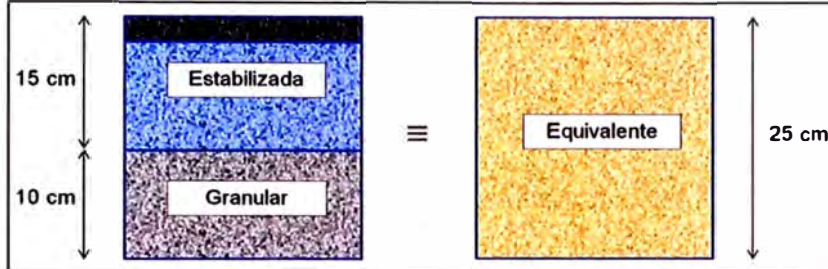 15 cm
Estabilizada
≡
Equivalente
25 cm
10 cm
Granular